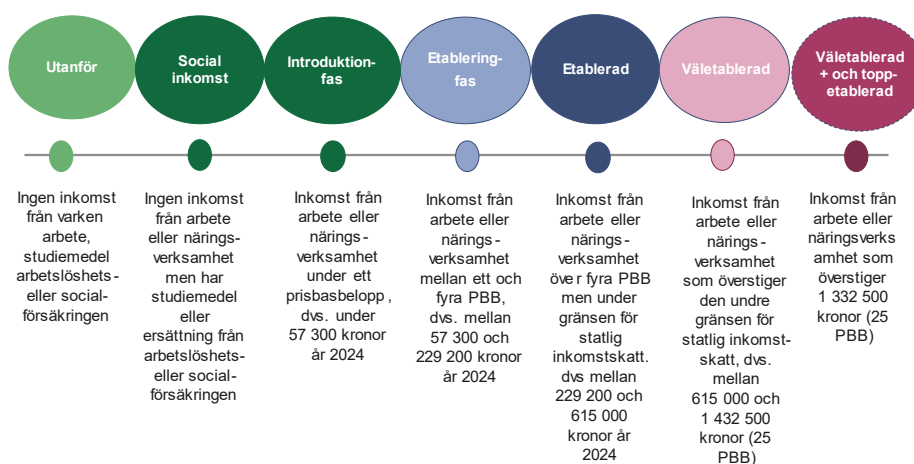 Utanför
Social
inkomst
Introduktion-
fas
Etablering-
fas
Etablerad
Väletablerad
Väletablerad
+ och topp-
etablerad
Ingen inkomst
från varken
arbete,
studiemedel
arbetslöshets-
eller social-
försäkringen
Ingen inkomst
från arbete
eller närings-
verksamhet
men har
studiemedel
eller
ersättning från
arbetslöshets-
eller social-
försäkringen
Inkomst från
arbete eller
närings-
verksamhet
under ett
prisbasbelopp,
dvs. under
57 300 kronor
år 2024
Inkomst från
arbete eller
närings-
verksamhet
mellan ett och
fyra PBB,
dvs. mellan
57 300 och
229 200 kronor
år 2024
Inkomst från
arbete eller
närings-
verksamhet
över fyra PBB
men under
gränsen för
statlig
inkomstskatt.
dvs mellan
229 200 och
615 000
kronor år
2024
Inkomst från
arbete eller
närings-
verksamhet
som överstiger
den undre
gränsen för
statlig inkomst-
skatt, dvs.
mellan
615 000 och
1 432 500
kronor (25
PBB)
Inkomst från
arbete eller
näringsverks
amhet som
överstiger
1 332 500
kronor (25
PBB)